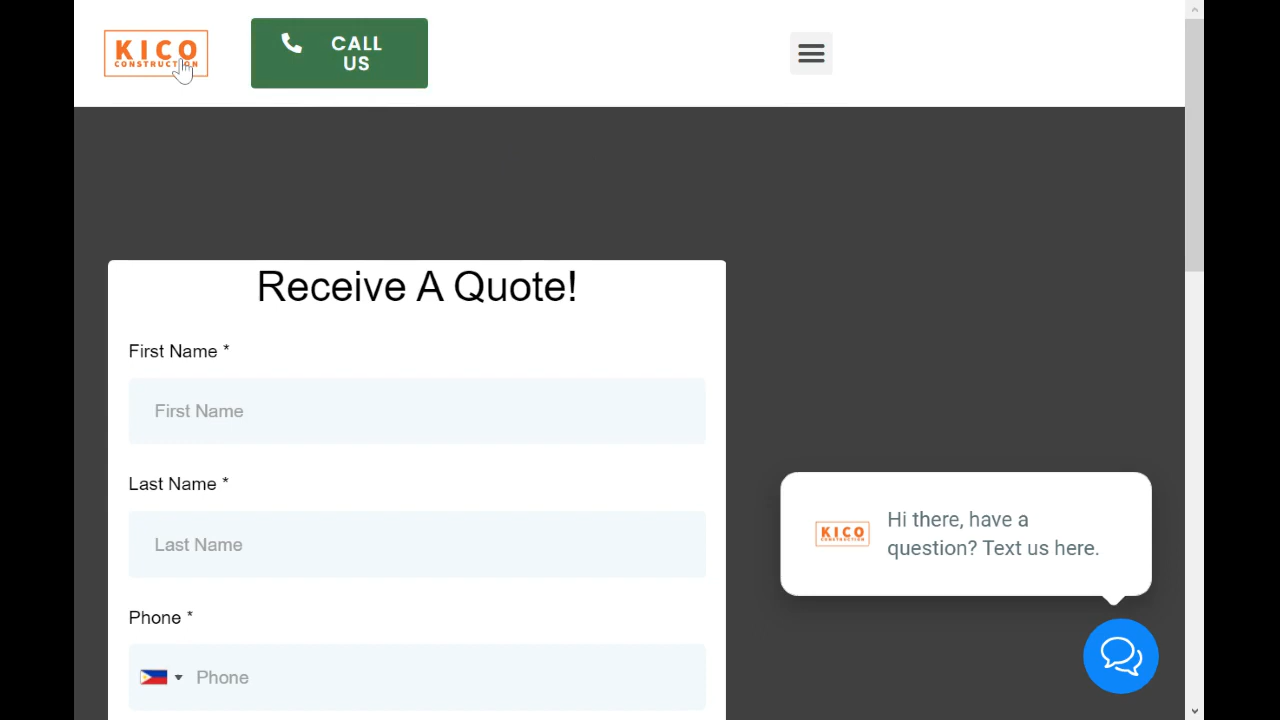 KICO
CONSTRUCTION
CALL
US
Receive A Quote!
First Name *
First Name
Last Name *
Last Name
Phone *
Phone
KICO
CONSTRUCTION
Hi there, have a
question? Text us here.